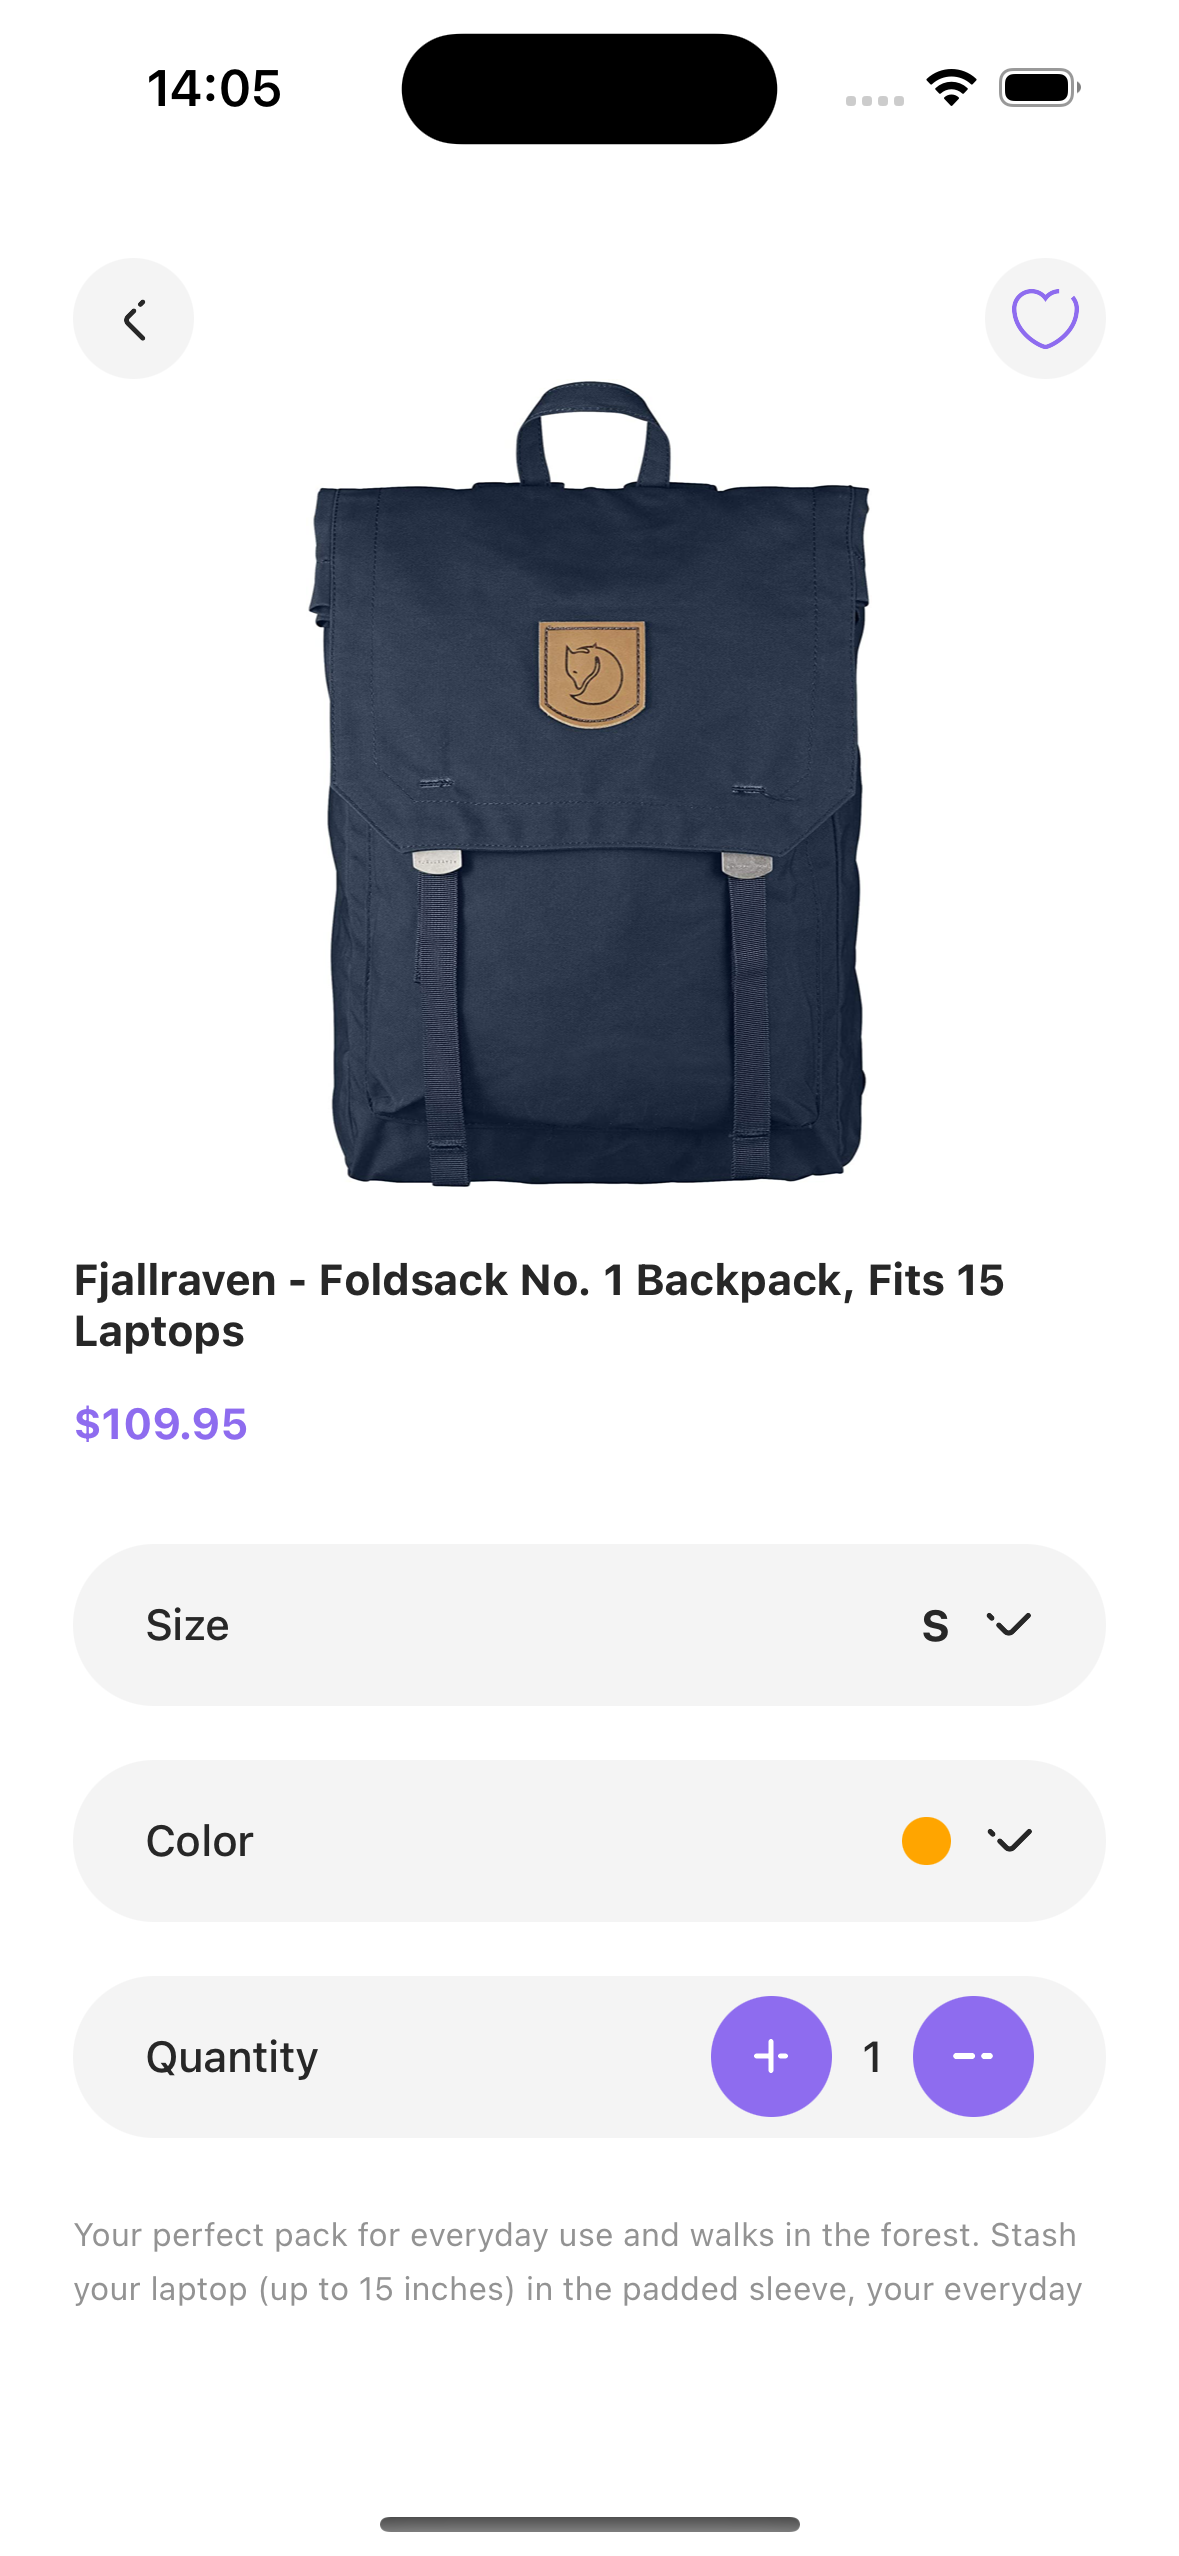 14:05
Fjallraven - Foldsack No. 1 Backpack, Fits 15
Laptops
$109.95
Size S
Color
Quantity 1
Your perfect pack for everyday use and walks in the forest. Stash
your laptop (up to 15 inches) in the padded sleeve, your everyday